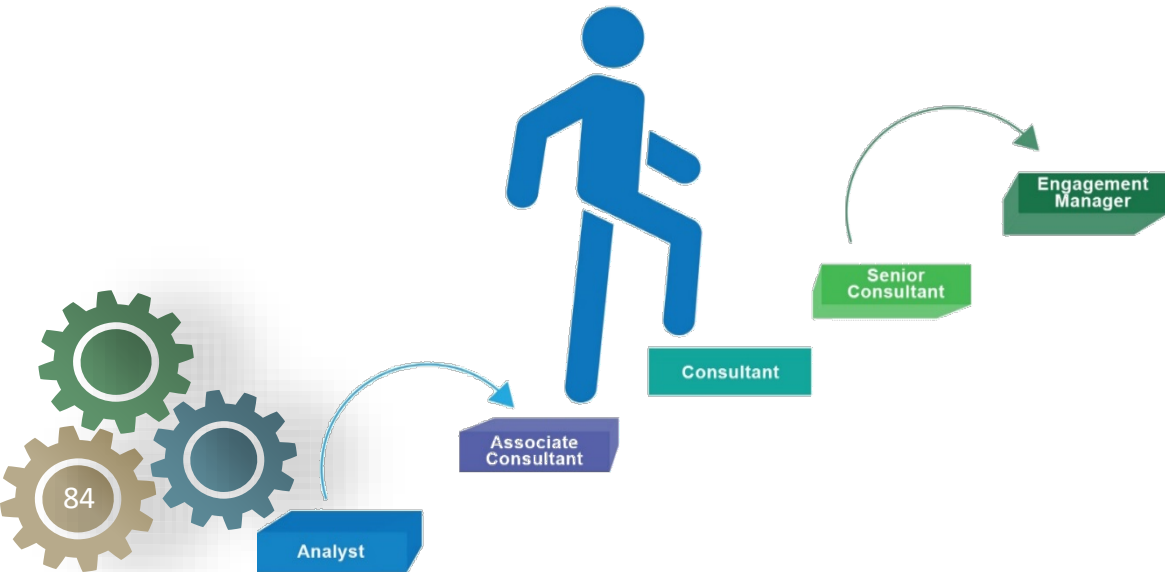 Engagement
Manager
Senior
Consultant
Consultant
Associate
Consultant
84
Analyst